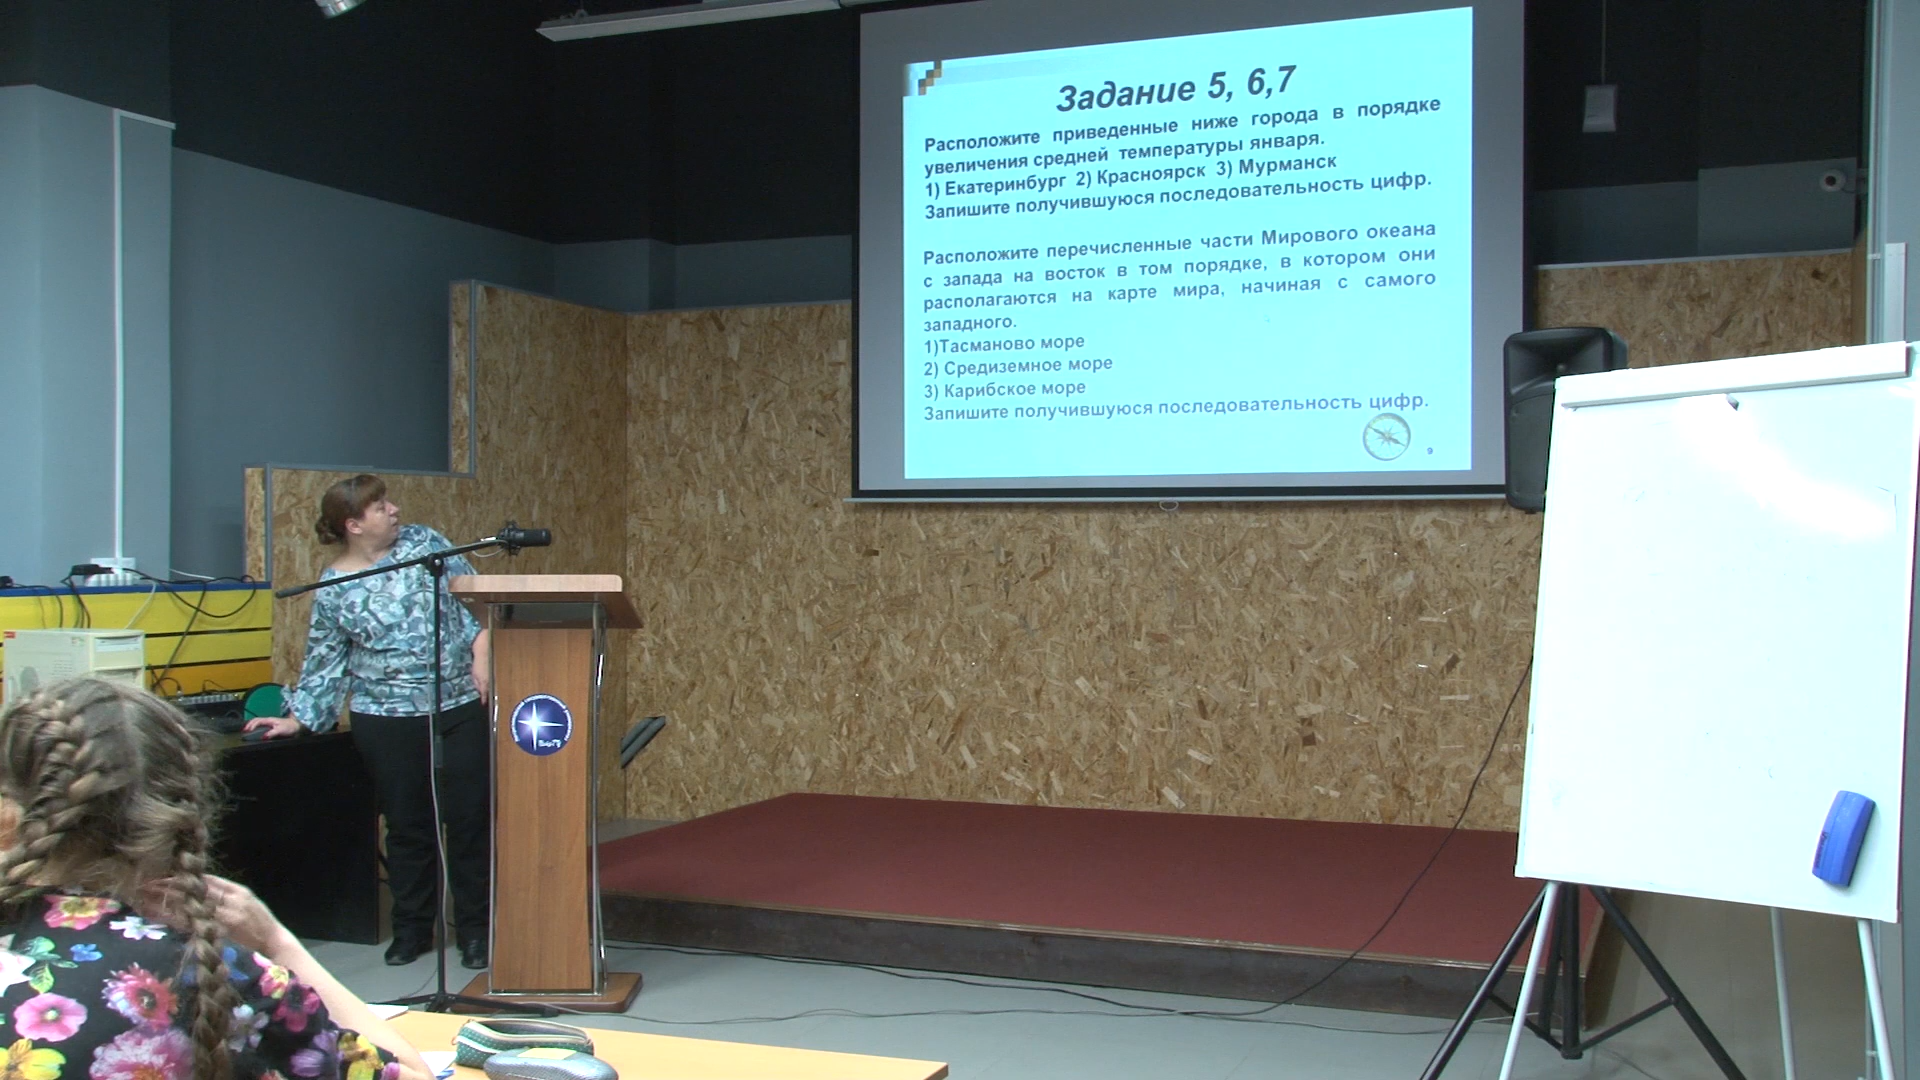 Задание 5, 6,7
Расположите приведенные ниже города в порядке
увеличения средней температуры января.
1) Екатеринбург 2) Красноярск 3) Мурманск
Запишите получившуюся последовательность цифр.
Расположите перечисленные части Мирового океана
с запада на восток в том порядке, в котором они
располагаются на карте мира, начиная с самого
западного.
1)Тасманово море
2) Средиземное море
3) Карибское море
Запишите получившуюся последовательность цифр.
9